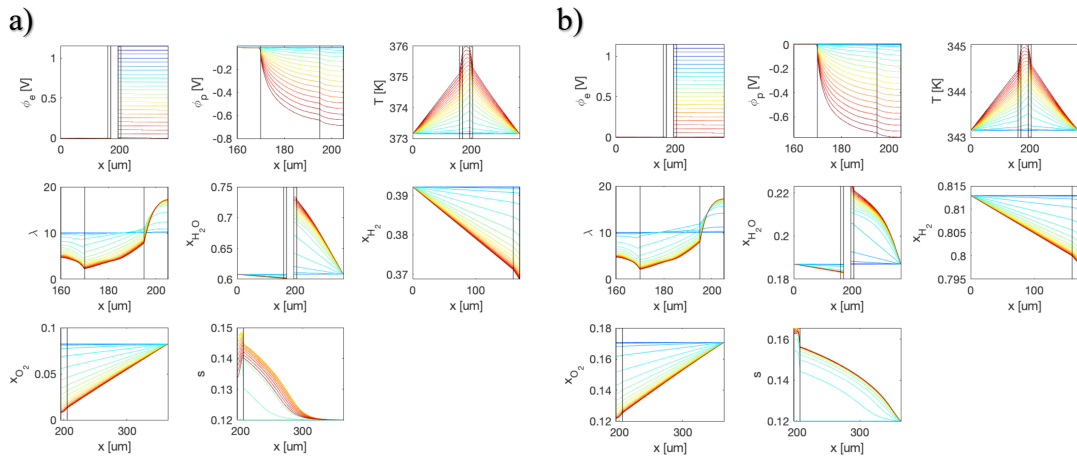 a)
ϕe [V]
1
0.5
0
0 200
x [um]
ϕp [V]
-0.2
-0.4
-0.6
-0.8
160 180 200
x [um]
T [K]
376
375
374
373
0 200
x [um]
λ
20
10
0
160 180 200
x [um]
xH2O
0.75
0.7
0.65
0.6
0 200
x [um]
xH2
0.39
0.38
0.37
0 100
x [um]
xO2
0.1
0.05
0
200 300
x [um]
s
0.15
0.14
0.13
0.12
200 300
x [um]
b)
ϕe [V]
1
0.5
0
0 200
x [um]
ϕp [V]
0
-0.2
-0.4
-0.6
160 180 200
x [um]
T [K]
345
344
343
0 200
x [um]
λ
20
10
0
160 180 200
x [um]
xH2O
0.22
0.2
0.18
0 200
x [um]
xH2
0.815
0.81
0.805
0.8
0.795
0 100
x [um]
xO2
0.18
0.16
0.14
0.12
200 300
x [um]
s
0.16
0.14
0.12
200 300
x [um]